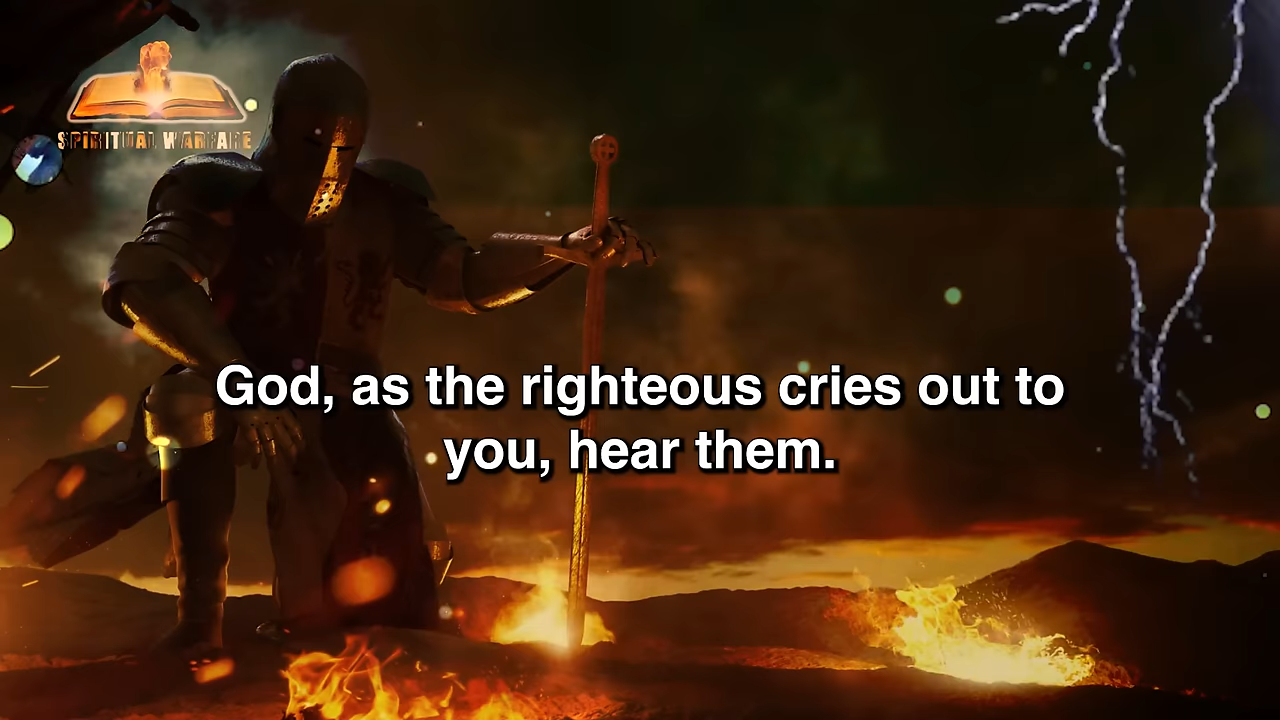 SPIRITUAL WARFARE
God, as the righteous cries out to
you, hear them.